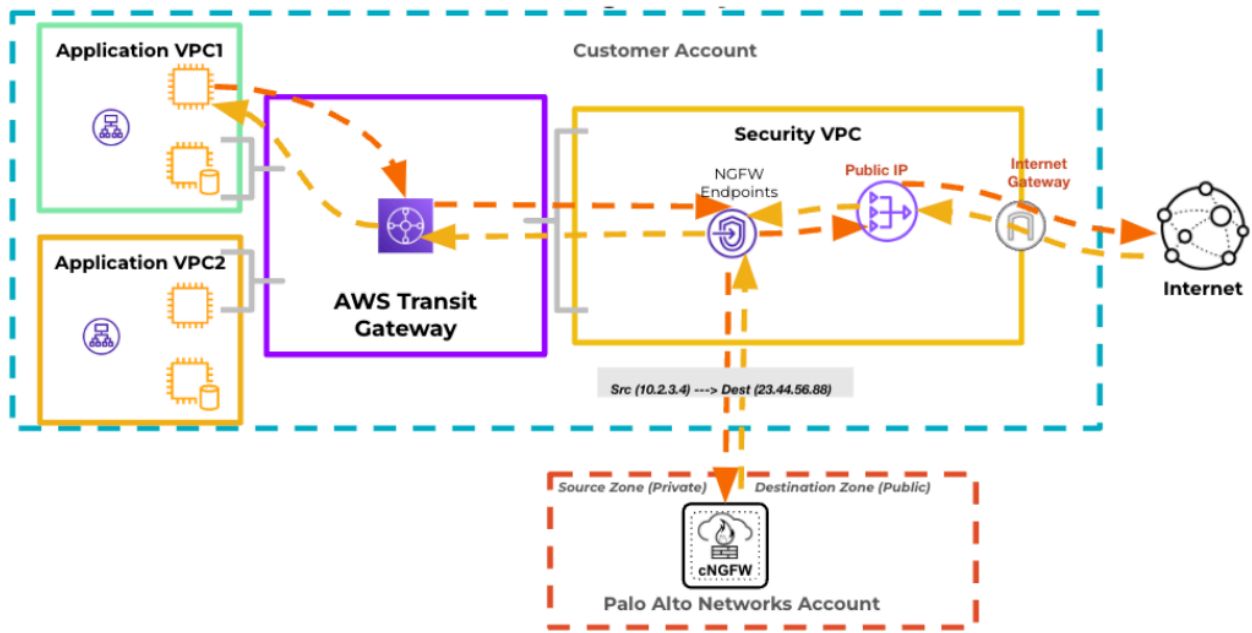 Customer Account
Application VPC1
Security VPC
NGFW
Endpoints
Public IP
Internet
Gateway
Application VPC2
AWS Transit
Gateway
Internet
Src (10.2.3.4) ---> Dest (23.44.56.88)
Source Zone (Private)
Destination Zone (Public)
cNGFW
Palo Alto Networks Account